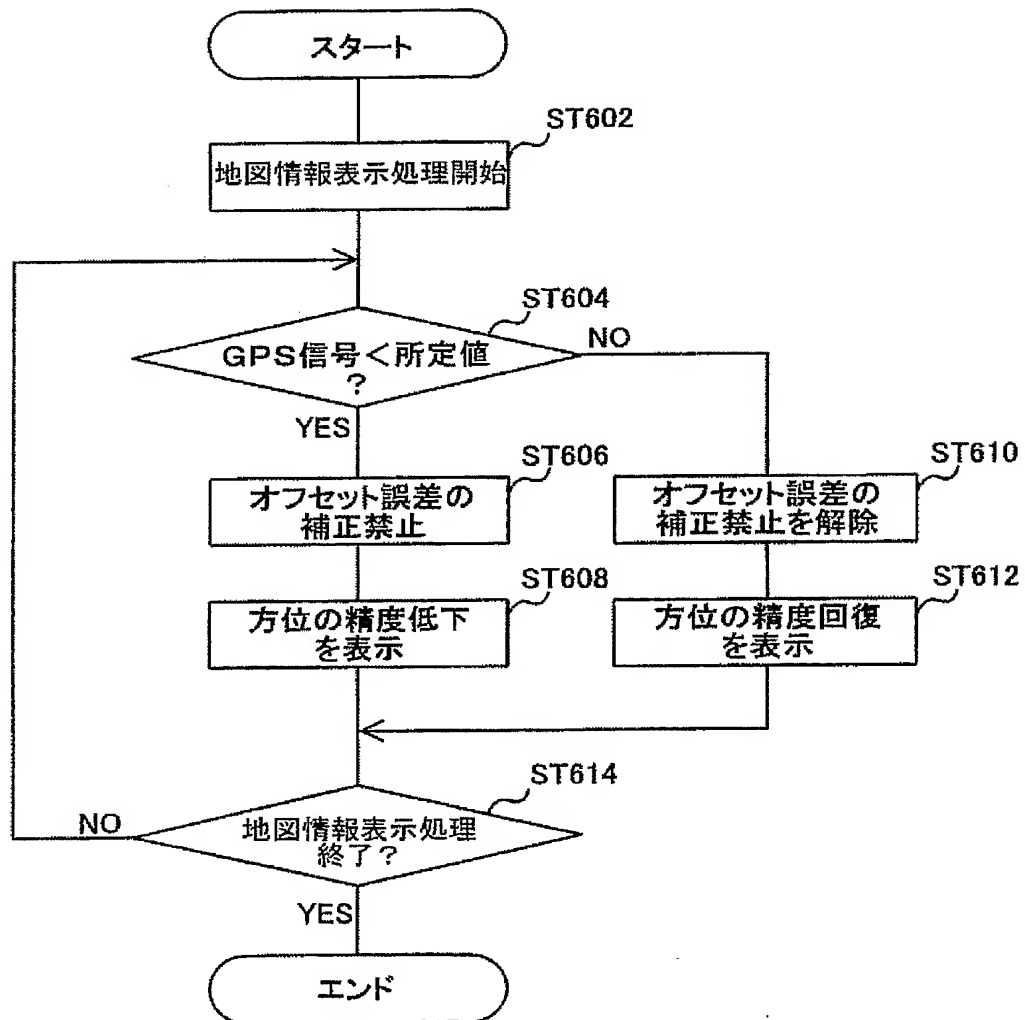 スタート
ST602
地図情報表示処理開始
ST604
GPS信号<所定値
?
NO
YES
ST606
オフセット誤差の
補正禁止
ST610
オフセット誤差の
補正禁止を解除
ST608
方位の精度低下
を表示
ST612
方位の精度回復
を表示
ST614
地図情報表示処理
終了?
NO
YES
エンド